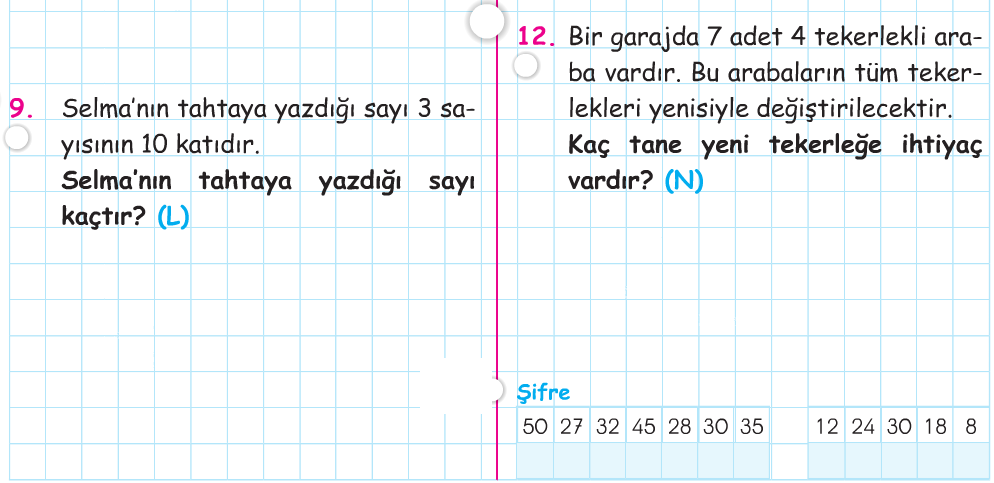 9. Selma’nın tahtaya yazdığı sayı 3 sa-
yısının 10 katıdır.
Selma’nın tahtaya yazdığı sayı
kaçtır? (L)
12. Bir garajda 7 adet 4 tekerlekli ara-
ba vardır. Bu arabaların tüm teker-
lekleri yenisiyle değiştirilecektir.
Kaç tane yeni tekerleğe ihtiyaç
vardır? (N)
Şifre
50 27 32 45 28 30 35 12 24 30 18 8